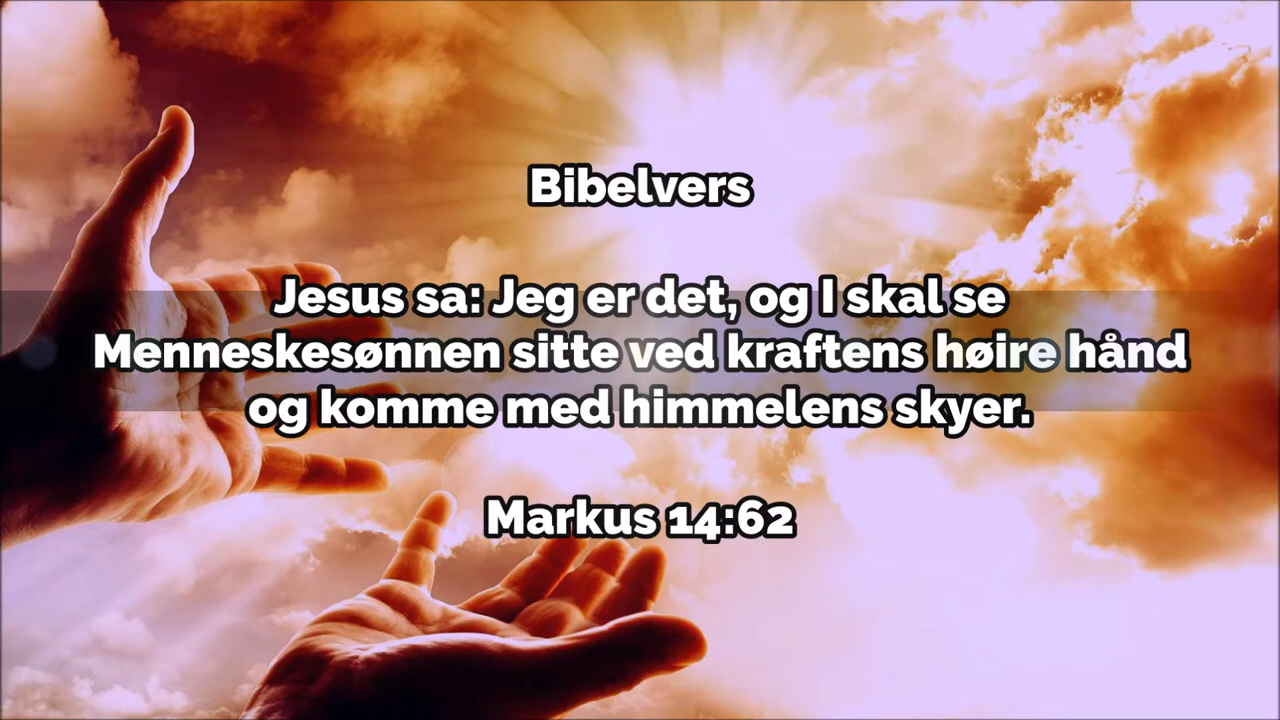 Bibelvers
Jesus sa: Jeg er det, og I skal se
Menneskesønnen sitte ved kraftens høire hånd
og komme med himmelens skyer.
Markus 14:62